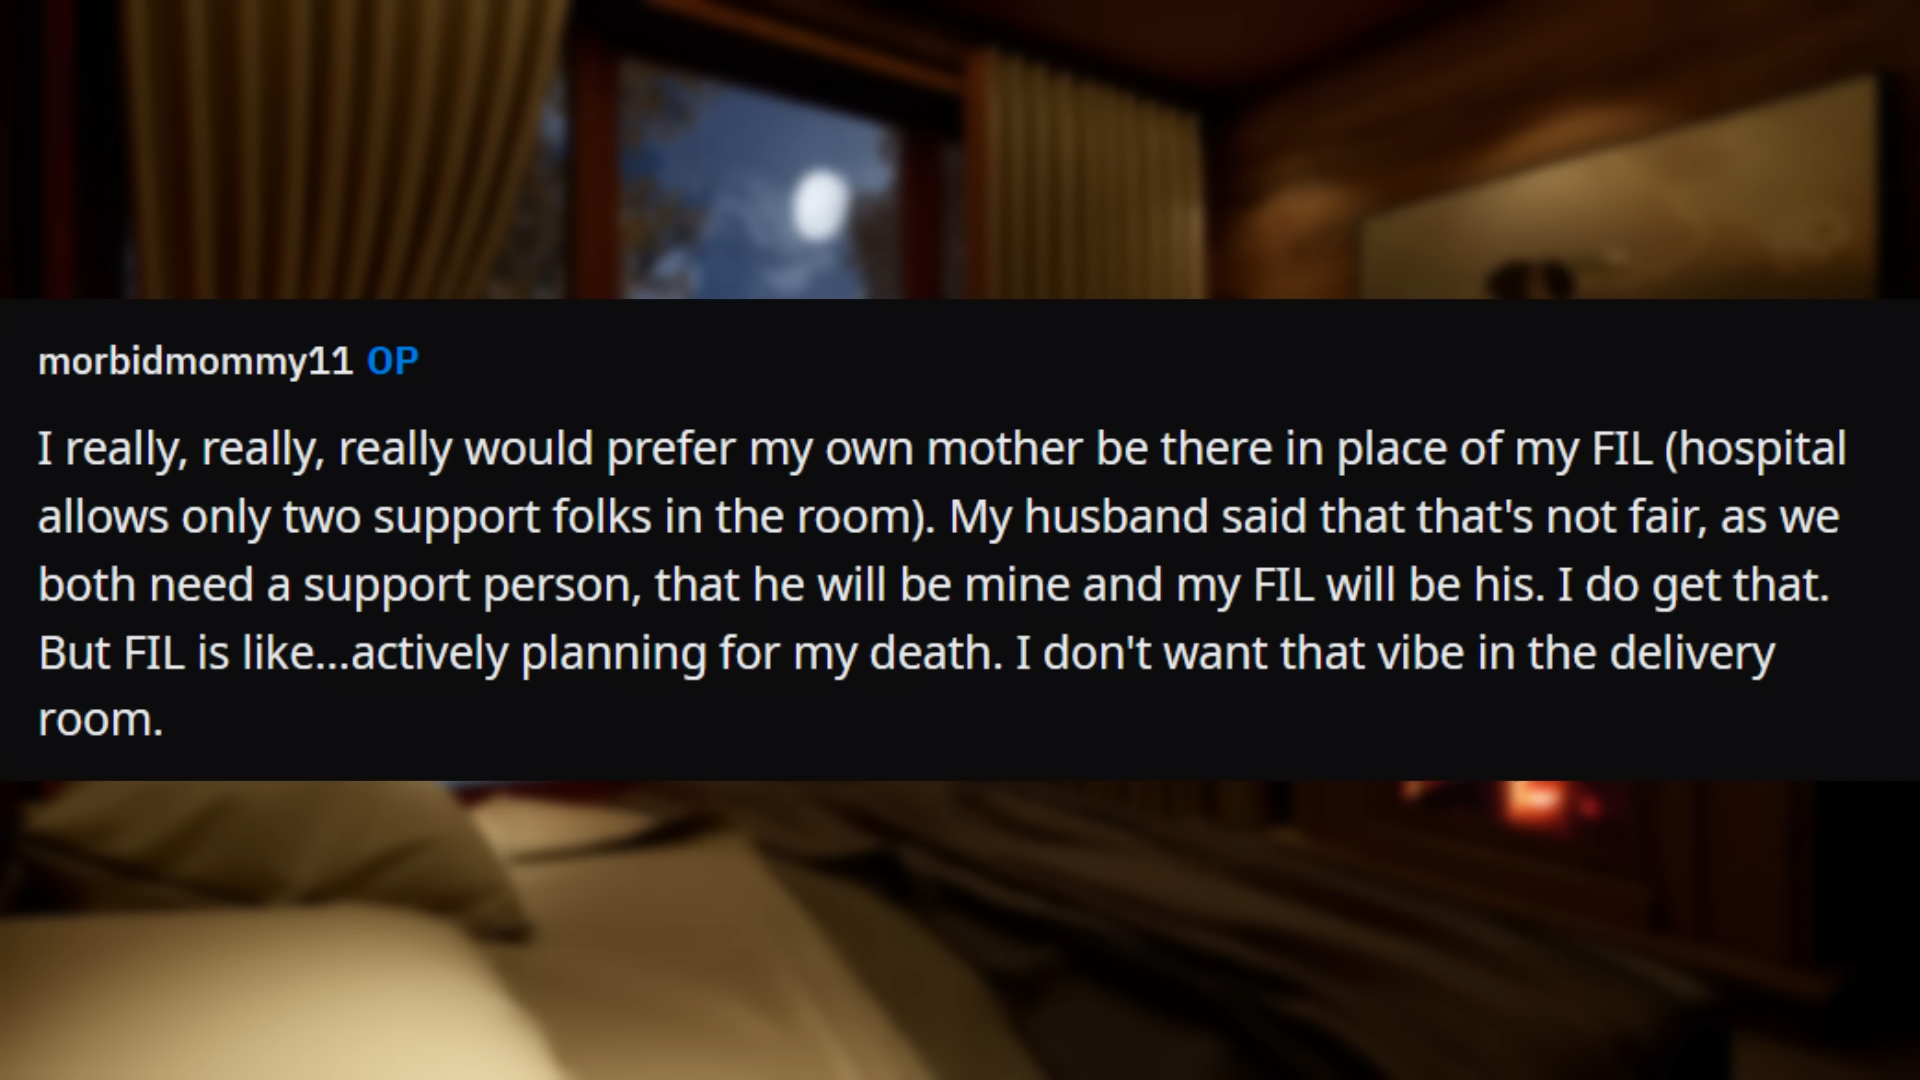 morbidmommy11 OP
I really, really, really would prefer my own mother be there in place of my FIL (hospital
allows only two support folks in the room). My husband said that that's not fair, as we
both need a support person, that he will be mine and my FIL will be his. I do get that.
But FIL is like...actively planning for my death. I don't want that vibe in the delivery
room.